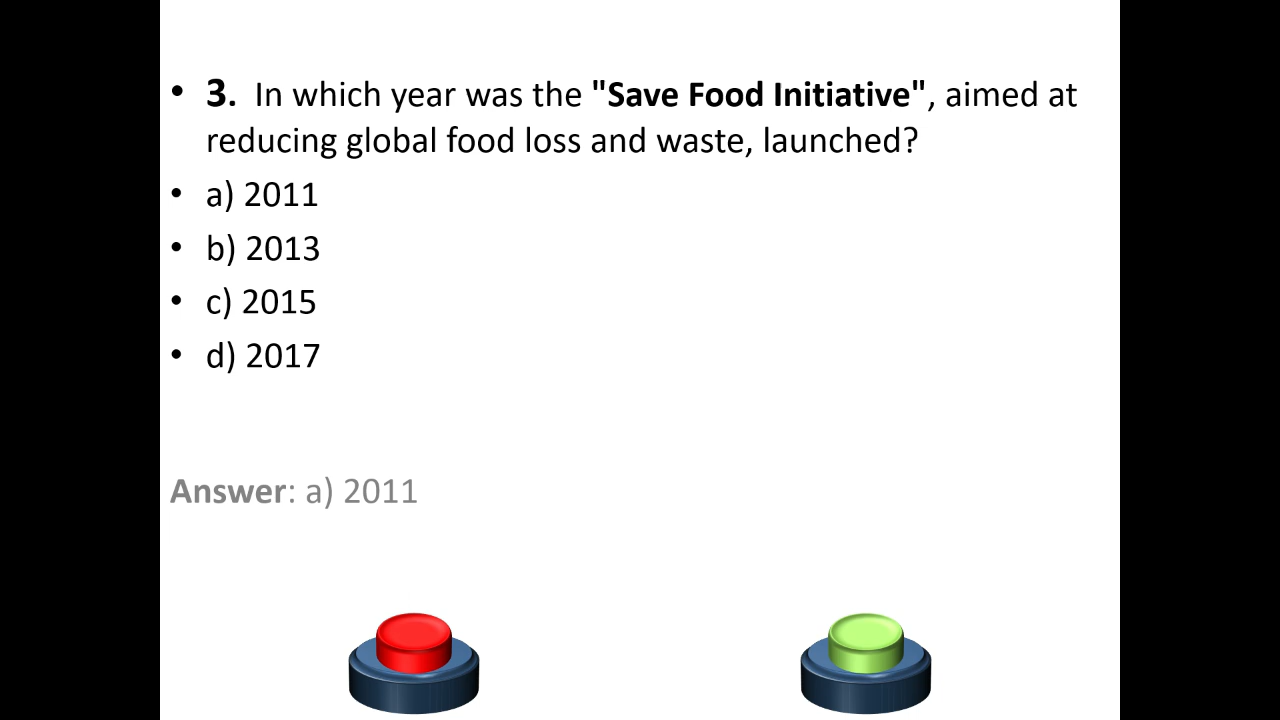 • 3. In which year was the "Save Food Initiative", aimed at
reducing global food loss and waste, launched?
• a) 2011
• b) 2013
• c) 2015
• d) 2017
Answer: a) 2011